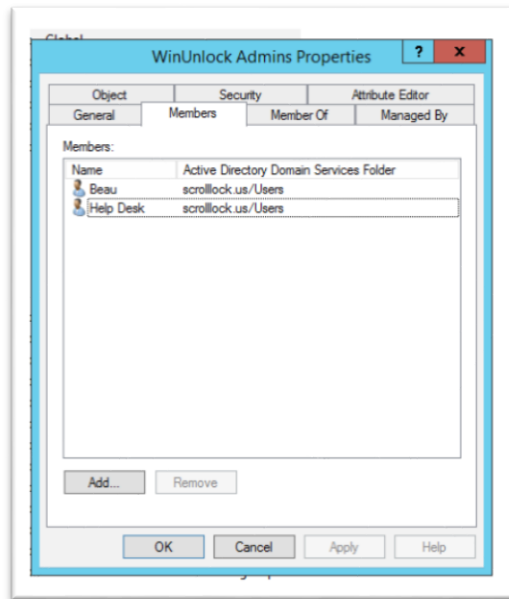 WinUnlock Admins Properties
? x
Object Security Attribute Editor
General Members Member Of Managed By
Members:
Name Active Directory Domain Services Folder
Beau scrolllock.us/Users
Help Desk scrolllock.us/Users
Add... Remove
OK Cancel Apply Help